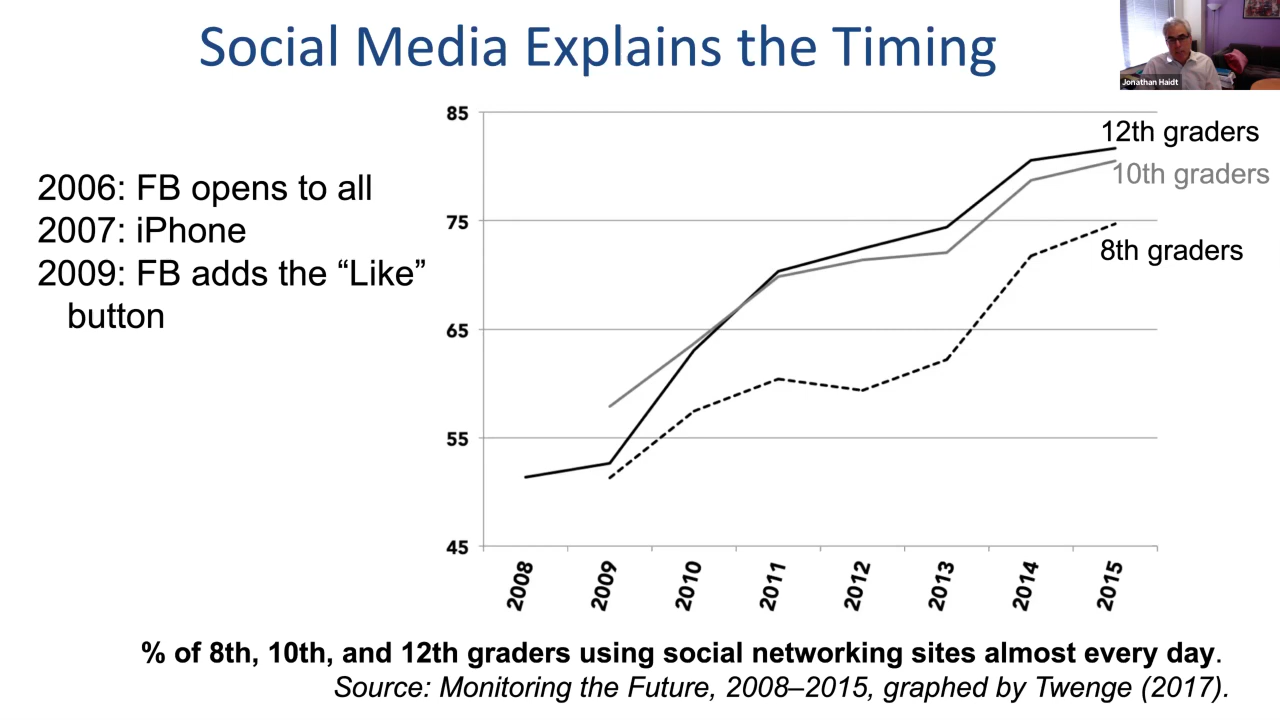 Social Media Explains the Timing
Jonathan Haidt
2006: FB opens to all
2007: iPhone
2009: FB adds the “Like”
button
85
75
65
55
45
12th graders
10th graders
8th graders
2008 2009 2010 2011 2012 2013 2014 2015
% of 8th, 10th, and 12th graders using social networking sites almost every day.
Source: Monitoring the Future, 2008–2015, graphed by Twenge (2017).